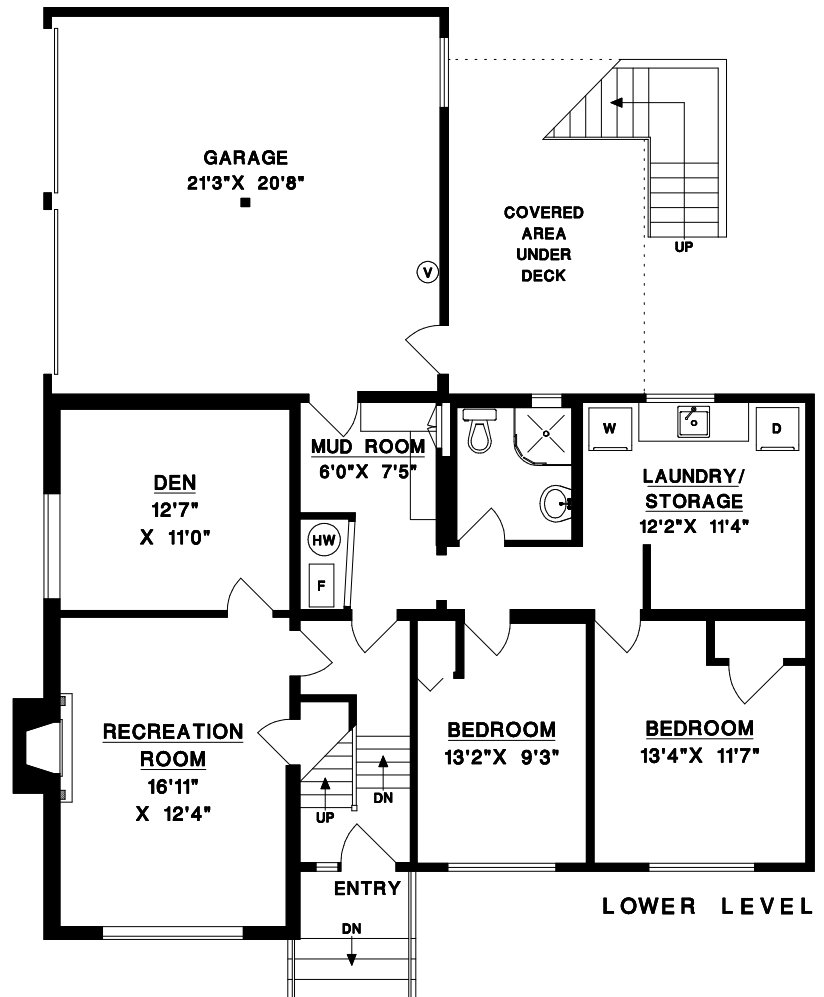 GARAGE
21'3"X 20'8"
COVERED
AREA
UNDER
DECK
UP
V
MUD ROOM
6'0"X 7'5"
W
D
DEN
12'7"
X 11'0"
LAUNDRY/
STORAGE
12'2"X 11'4"
HW
F
RECREATION
ROOM
16'11"
X 12'4"
BEDROOM
13'2"X 9'3"
BEDROOM
13'4"X 11'7"
DN
UP
ENTRY
DN
LOWER LEVEL